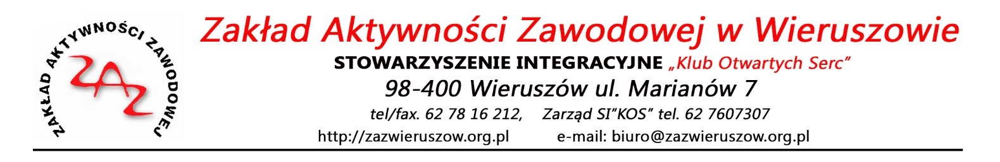 ZAKŁAD AKTYWNOŚCI ZAWODOWEJ
ZAZ
Zakład Aktywności Zawodowej w Wieruszowie
STOWARZYSZENIE INTEGRACYJNE „Klub Otwartych Serc”
98-400 Wieruszów ul. Marianów 7
tel/fax. 62 78 16 212, Zarząd SI”KOS” tel. 62 7607307
http://zazwieruszow.org.pl e-mail: biuro@zazwieruszow.org.pl